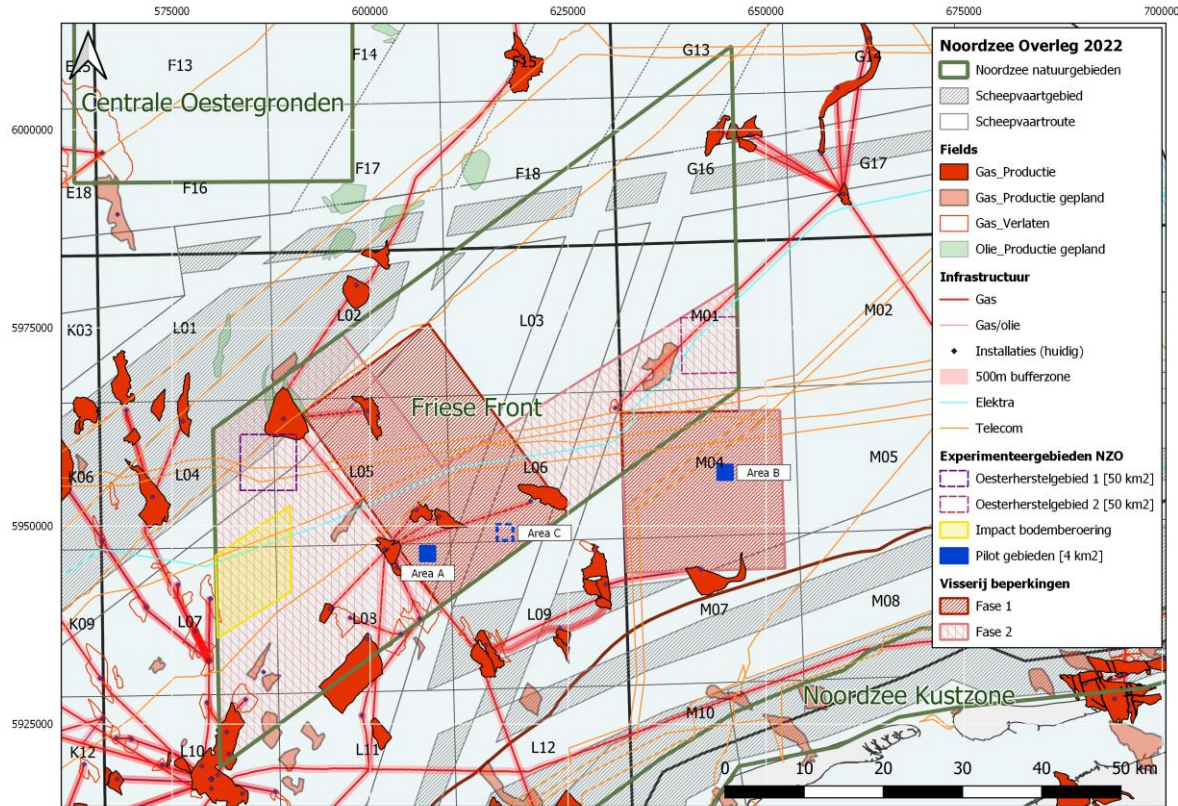 575000 600000 625000 650000 675000 700000
E15 F13 F14 F15 G13 G14
Centrale Oestergronden
6000000
E18 F16 F17 F18 G16 G17
5975000
K03 L01 L02 L03 M01 M02
Friese Front
K06 L04 L05 L06 M04 M05
Area B
5950000
Area C
Area A
K09 L07 L08 L09 M07 M08
Noordzee Kustzone
5925000
K12 L10 L11 L12 M10
0 10 20 30 40 50 km
Noordzee Overleg 2022
Noordzee natuurgebieden
Scheepvaartgebied
Scheepvaartroute
Fields
Gas_Productie
Gas_Productie gepland
Gas_Verlaten
Olie_Productie gepland
Infrastructuur
Gas
Gas/olie
Installaties (huidig)
500m bufferzone
Elektra
Telecom
Experimenteergebieden NZO
Oesterherstelgebied 1 [50 km2]
Oesterherstelgebied 2 [50 km2]
Impact bodemberoering
Pilot gebieden [4 km2]
Visserij beperkingen
Fase 1
Fase 2